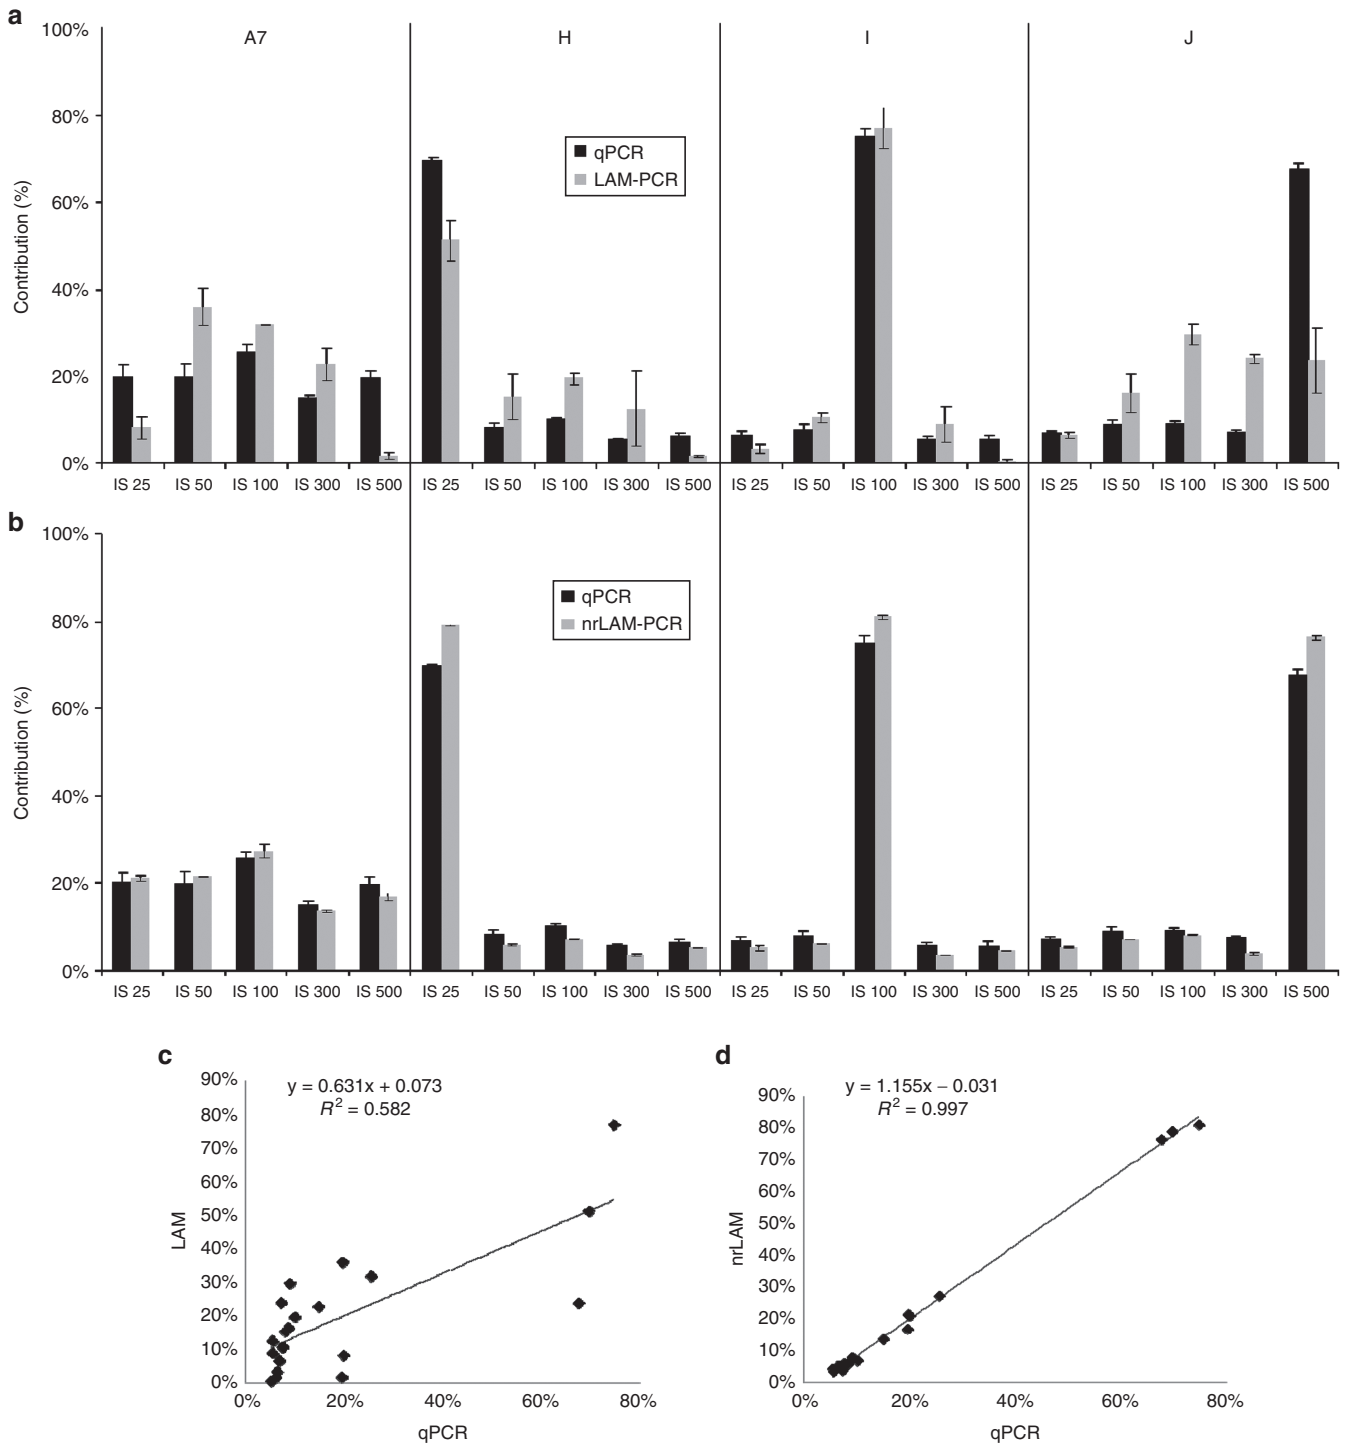 a
100%
80%
60%
40%
20%
0%
Contribution (%)
A7
H
I
J
qPCR
LAM-PCR
IS 25 IS 50 IS 100 IS 300 IS 500 IS 25 IS 50 IS 100 IS 300 IS 500 IS 25 IS 50 IS 100 IS 300 IS 500 IS 25 IS 50 IS 100 IS 300 IS 500
b
100%
80%
60%
40%
20%
0%
Contribution (%)
qPCR
nrLAM-PCR
IS 25 IS 50 IS 100 IS 300 IS 500 IS 25 IS 50 IS 100 IS 300 IS 500 IS 25 IS 50 IS 100 IS 300 IS 500 IS 25 IS 50 IS 100 IS 300 IS 500
c
y = 0.631x + 0.073
R² = 0.582
90%
80%
70%
60%
50%
40%
30%
20%
10%
0%
LAM
0% 20% 40% 60% 80%
qPCR
d
y = 1.155x – 0.031
R² = 0.997
90%
80%
70%
60%
50%
40%
30%
20%
10%
0%
nrLAM
0% 20% 40% 60% 80%
qPCR